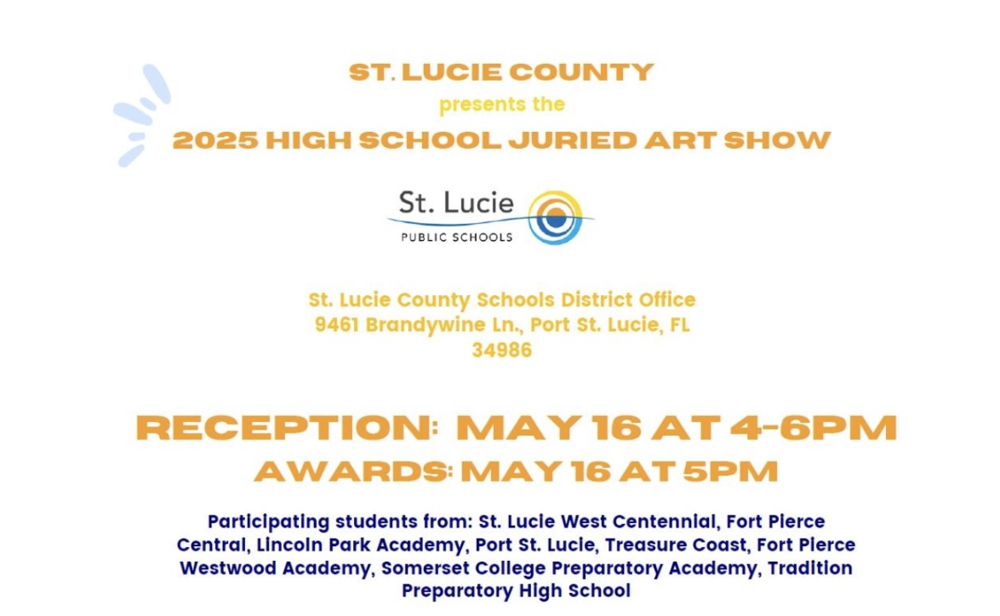 ST. LUCIE COUNTY
presents the
2025 HIGH SCHOOL JURIED ART SHOW
St. Lucie
PUBLIC SCHOOLS
St. Lucie County Schools District Office
9461 Brandywine Ln., Port St. Lucie, FL
34986
RECEPTION: MAY 16 AT 4-6PM
AWARDS: MAY 16 AT 5PM
Participating students from: St. Lucie West Centennial, Fort Pierce
Central, Lincoln Park Academy, Port St. Lucie, Treasure Coast, Fort Pierce
Westwood Academy, Somerset College Preparatory Academy, Tradition
Preparatory High School